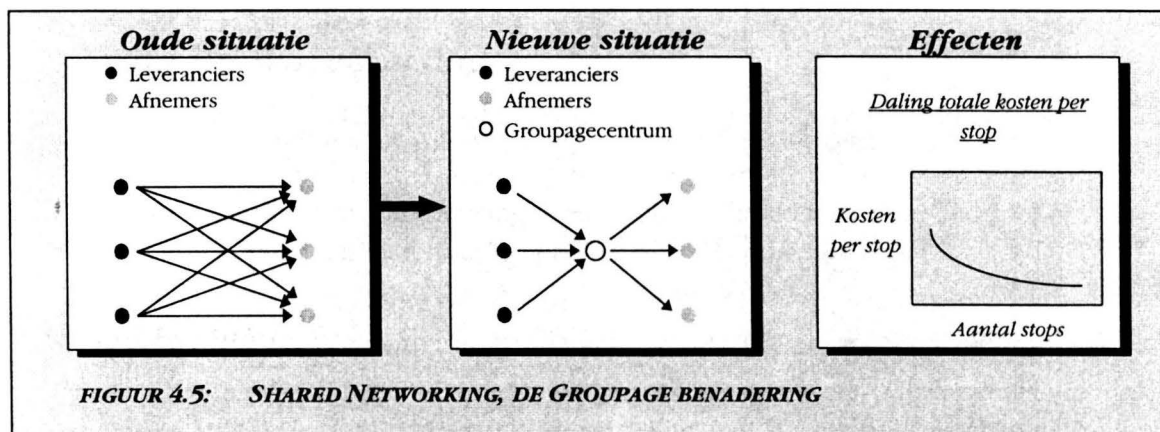 Oude situatie
Leveranciers
Afnemers
Nieuwe situatie
Leveranciers
Afnemers
Groupagecentrum
Effecten
Daling totale kosten per
stop
Kosten
per stop
Aantal stops
FIGUUR 4.5: SHARED NETWORKING, DE GROUPAGE BENADERING